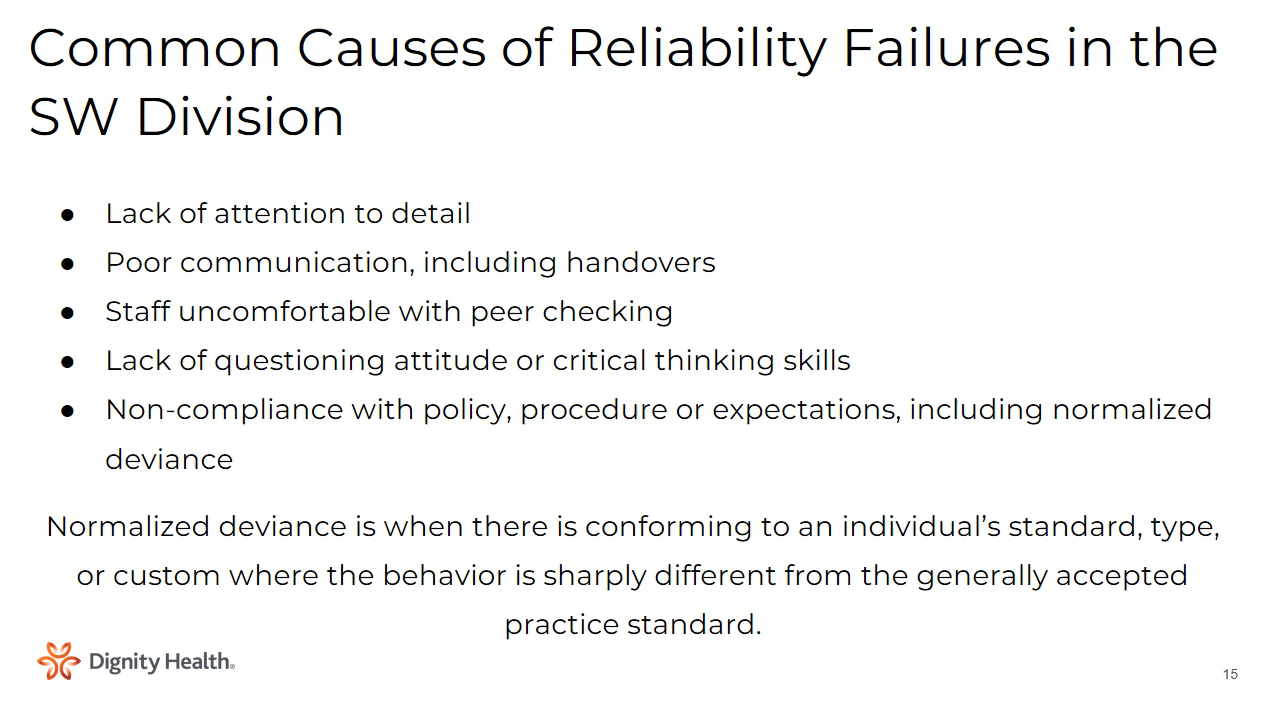 Common Causes of Reliability Failures in the
SW Division
● Lack of attention to detail
● Poor communication, including handovers
● Staff uncomfortable with peer checking
● Lack of questioning attitude or critical thinking skills
● Non-compliance with policy, procedure or expectations, including normalized
deviance
Normalized deviance is when there is conforming to an individual’s standard, type,
or custom where the behavior is sharply different from the generally accepted
practice standard.
Dignity Health®
15